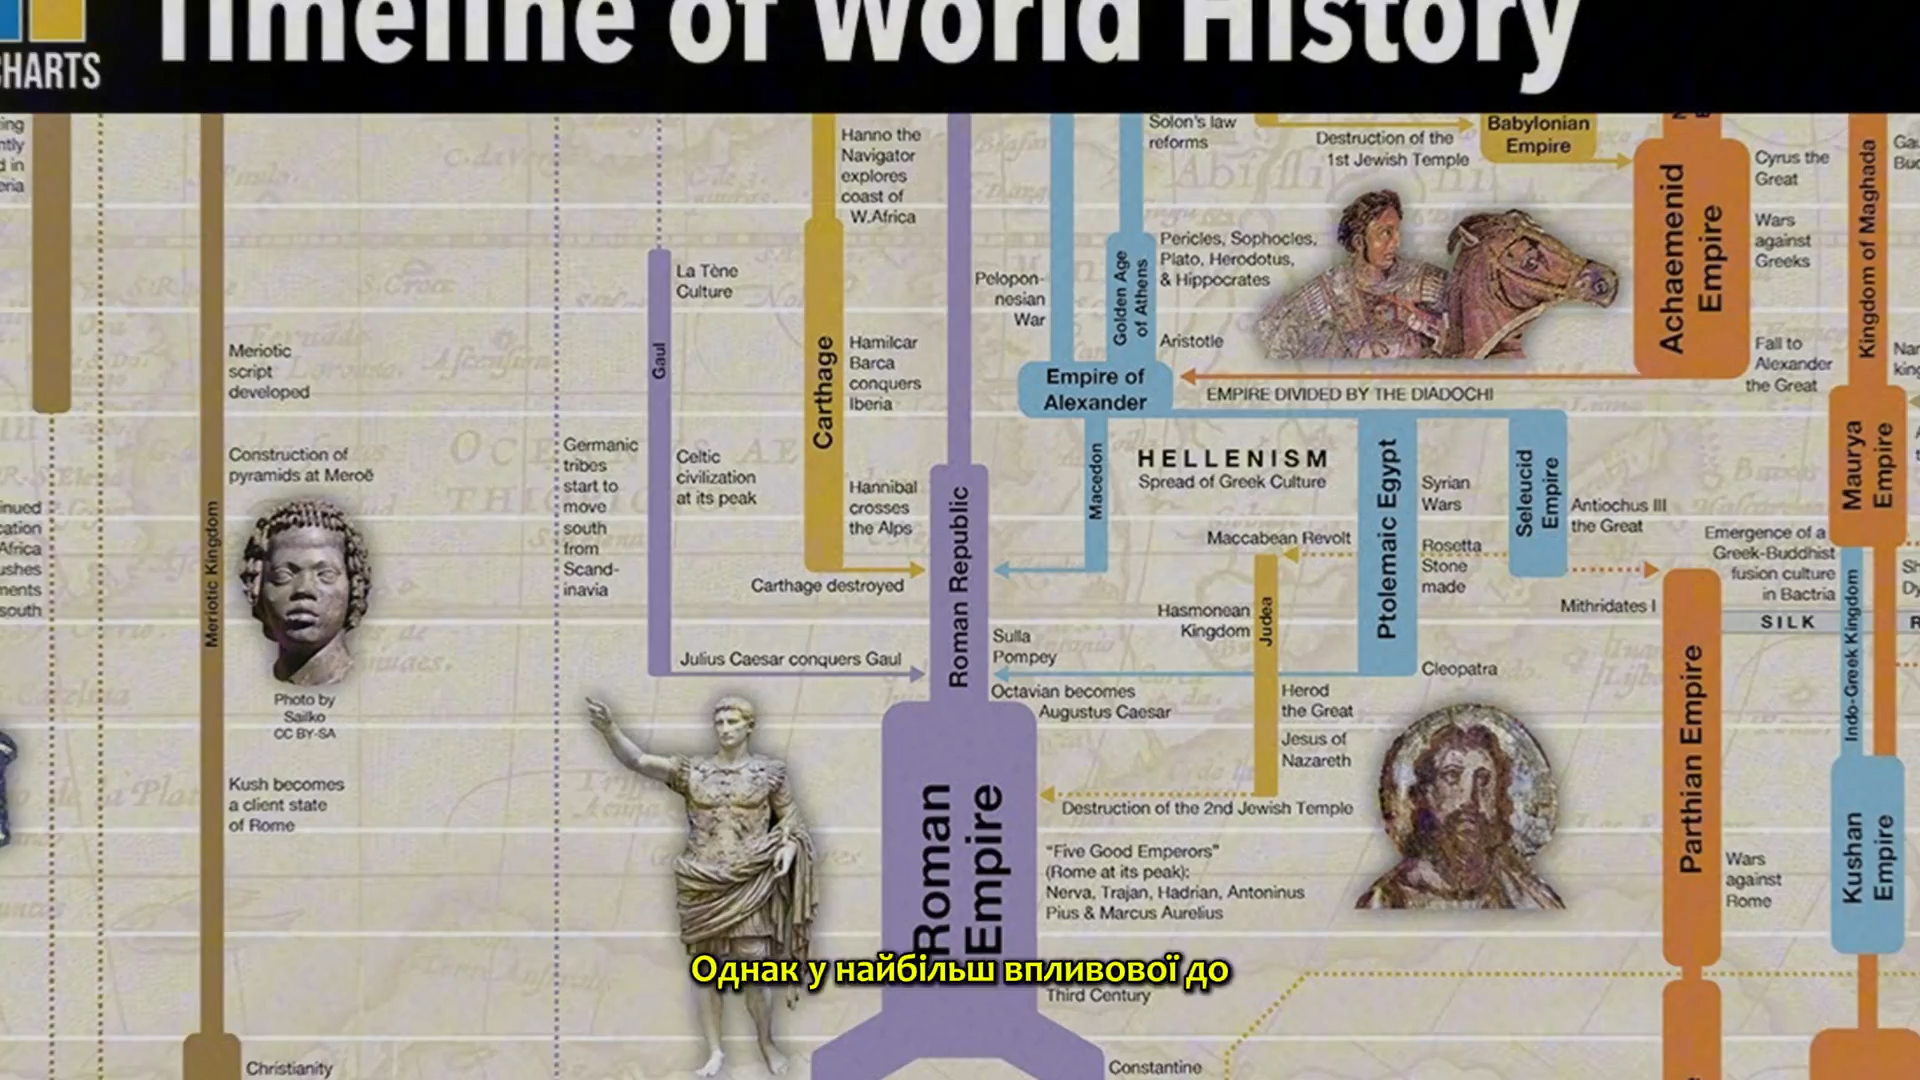 Timeline of World History
CHARTS
Hanno the
Navigator
explores
coast of
W.Africa
Solon's law
reforms
Destruction of the
1st Jewish Temple
Babylonian
Empire
Achaemenid
Empire
Cyrus the
Great
Wars
against
Greeks
Fall to
Alexander
the Great
Kingdom of Maghada
La Tène
Culture
Gaul
Carthage
Hamilcar
Barca
conquers
Iberia
Pelopon-
nesian
War
Golden Age
of Athens
Pericles, Sophocles,
Plato, Herodotus,
& Hippocrates
Aristotle
Empire of
Alexander
EMPIRE DIVIDED BY THE DIADOCHI
Meriotic
script
developed
Construction of
pyramids at Meroë
Meriotic Kingdom
Photo by
Sailko
CC BY-SA
Kush becomes
a client state
of Rome
Christianity
Germanic
tribes
start to
move
south
from
Scand-
inavia
Celtic
civilization
at its peak
Hannibal
crosses
the Alps
Carthage destroyed
Julius Caesar conquers Gaul
Roman Republic
Macedon
HELLENISM
Spread of Greek Culture
Maccabean Revolt
Hasmonean
Kingdom
Judea
Ptolemaic Egypt
Syrian
Wars
Rosetta
Stone
made
Cleopatra
Seleucid
Empire
Antiochus III
the Great
Mithridates I
Maurya
Empire
Emergence of a
Greek-Buddhist
fusion culture
in Bactria
SILK
Indo-Greek Kingdom
Sulla
Pompey
Octavian becomes
Augustus Caesar
Herod
the Great
Jesus of
Nazareth
Destruction of the 2nd Jewish Temple
Roman
Empire
"Five Good Emperors"
(Rome at its peak):
Nerva, Trajan, Hadrian, Antoninus
Pius & Marcus Aurelius
Third Century
Constantine
Parthian Empire
Wars
against
Rome
Kushan
Empire
Однак у найбільш впливової до